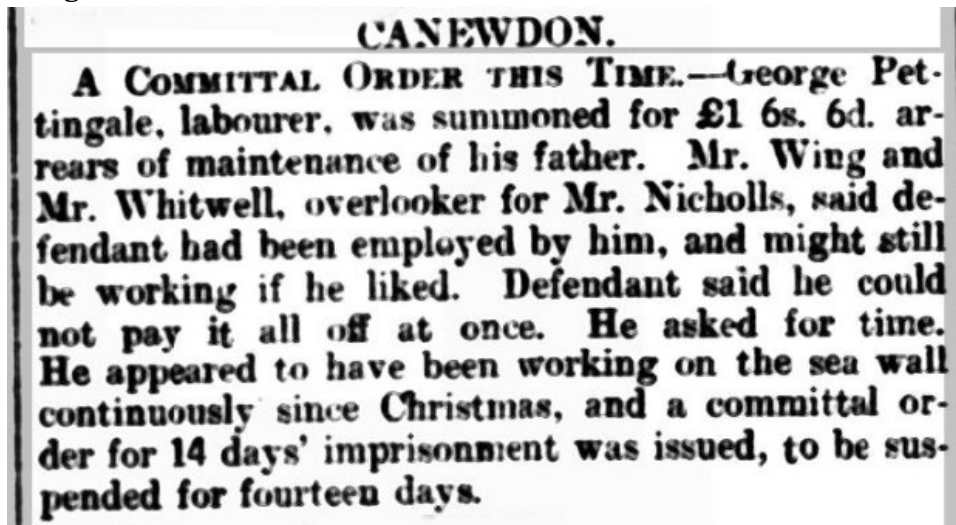 CANEWDON.
A COMMITTAL ORDER THIS TIME.—George Pet-
tingale, labourer, was summoned for £1 6s. 6d. ar-
rears of maintenance of his father. Mr. Wing and
Mr. Whitwell, overlooker for Mr. Nicholls, said de-
fendant had been employed by him, and might still
be working if he liked. Defendant said he could
not pay it all off at once. He asked for time.
He appeared to have been working on the sea wall
continuously since Christmas, and a committal or-
der for 14 days' imprisonment was issued, to be sus-
pended for fourteen days.